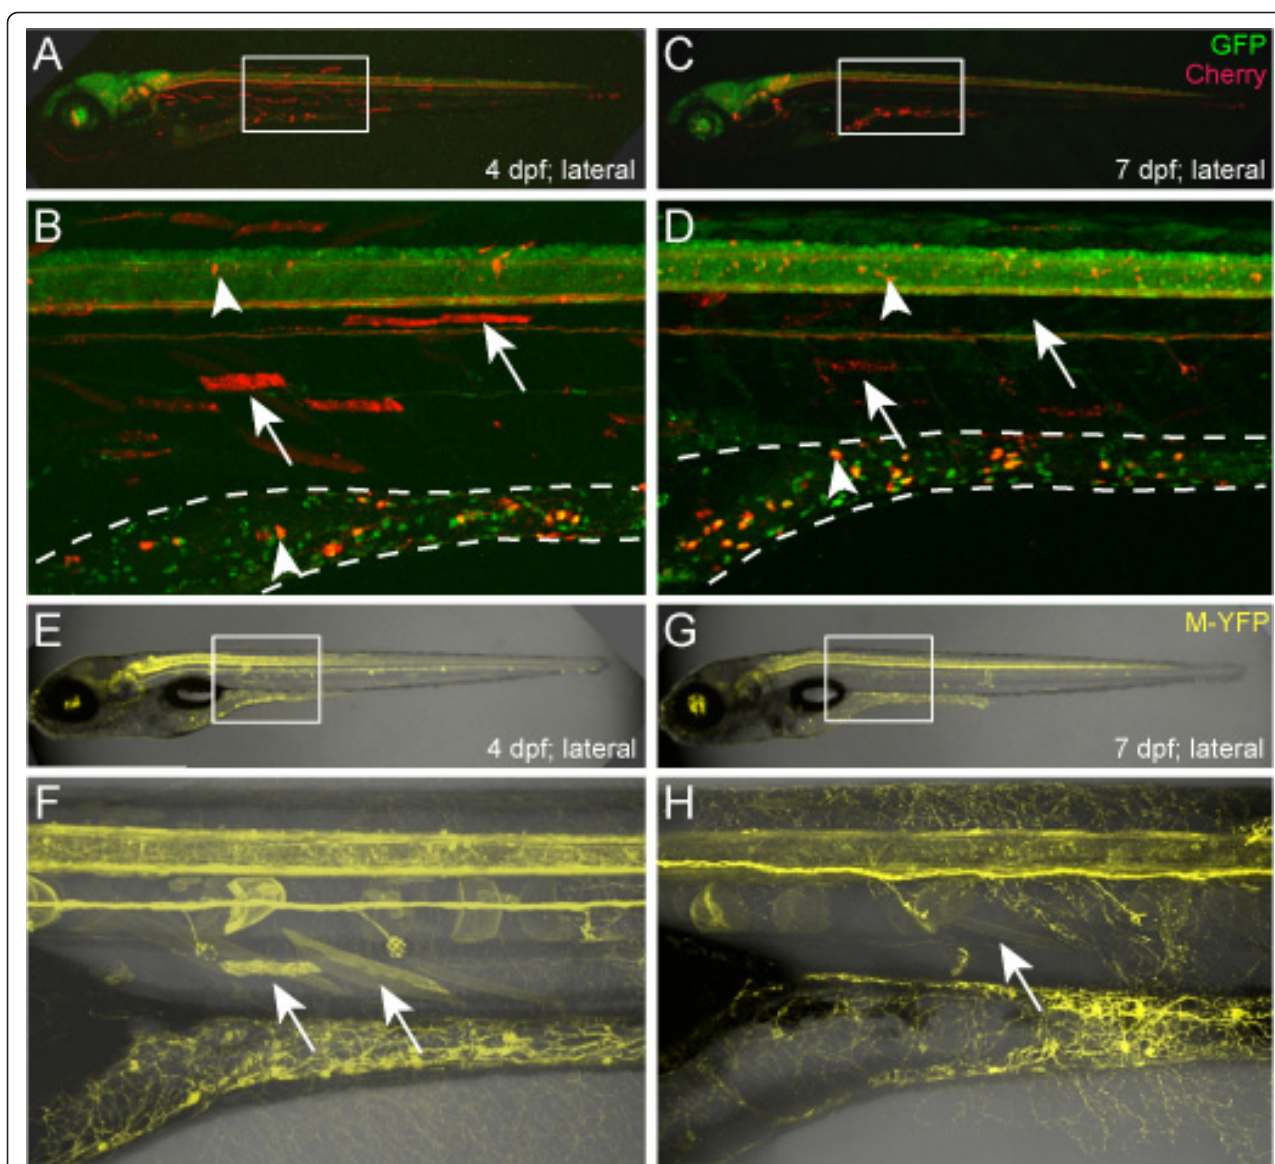 A
4 dpf; lateral
C
GFP
Cherry
7 dpf; lateral
B
D
E
4 dpf; lateral
G
M-YFP
7 dpf; lateral
F
H